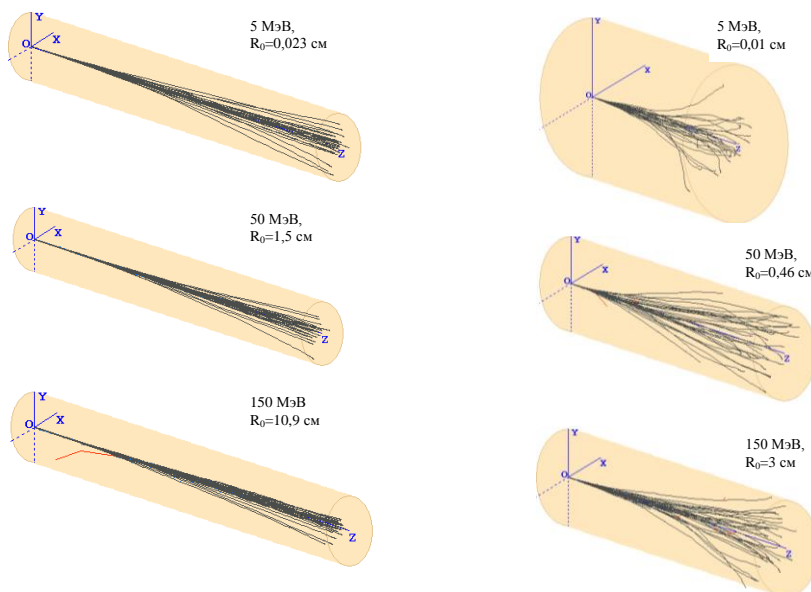 Y
X
O
Z
5 МэВ,
R₀=0,023 см
Y
X
O
Z
5 МэВ,
R₀=0,01 см
Y
X
O
Z
50 МэВ,
R₀=1,5 см
Y
X
O
Z
50 МэВ,
R₀=0,46 см
Y
X
O
Z
150 МэВ
R₀=10,9 см
Y
X
O
Z
150 МэВ,
R₀=3 см